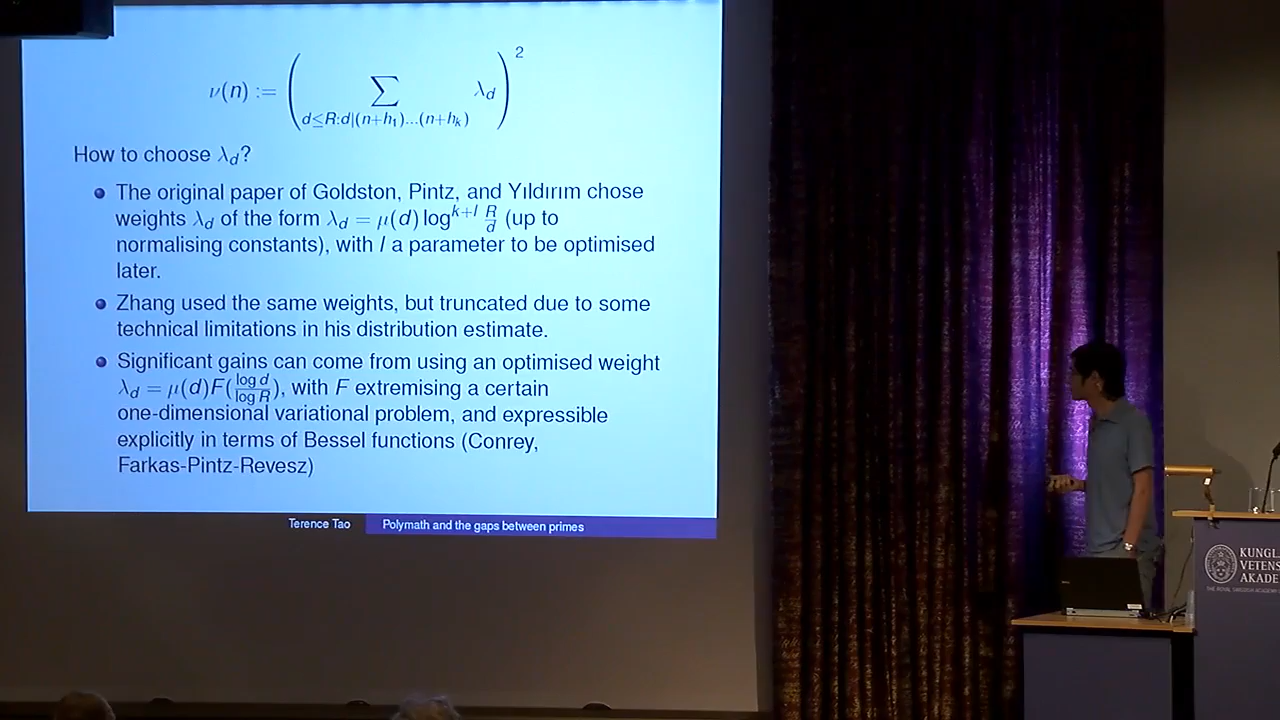 ν(n) := ( ∑ λ_d )^2
d≤R:d|(n+h_1)...(n+h_k)
How to choose λ_d?
The original paper of Goldston, Pintz, and Yıldırım chose
weights λ_d of the form λ_d = μ(d) log^{k+l} R/d (up to
normalising constants), with l a parameter to be optimised
later.
Zhang used the same weights, but truncated due to some
technical limitations in his distribution estimate.
Significant gains can come from using an optimised weight
λ_d = μ(d)F(log d/log R), with F extremising a certain
one-dimensional variational problem, and expressible
explicitly in terms of Bessel functions (Conrey,
Farkas-Pintz-Revesz)
Terence Tao
Polymath and the gaps between primes
KUNGL.
VETENS
AKADE
THE ROYAL SWEDISH ACADEMY